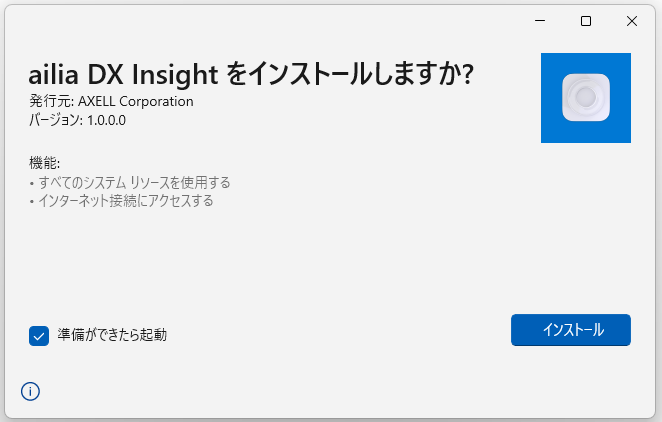 ailia DX Insight をインストールしますか?
発行元: AXELL Corporation
バージョン: 1.0.0.0
機能:
• すべてのシステム リソースを使用する
• インターネット接続にアクセスする
準備ができたら起動
インストール